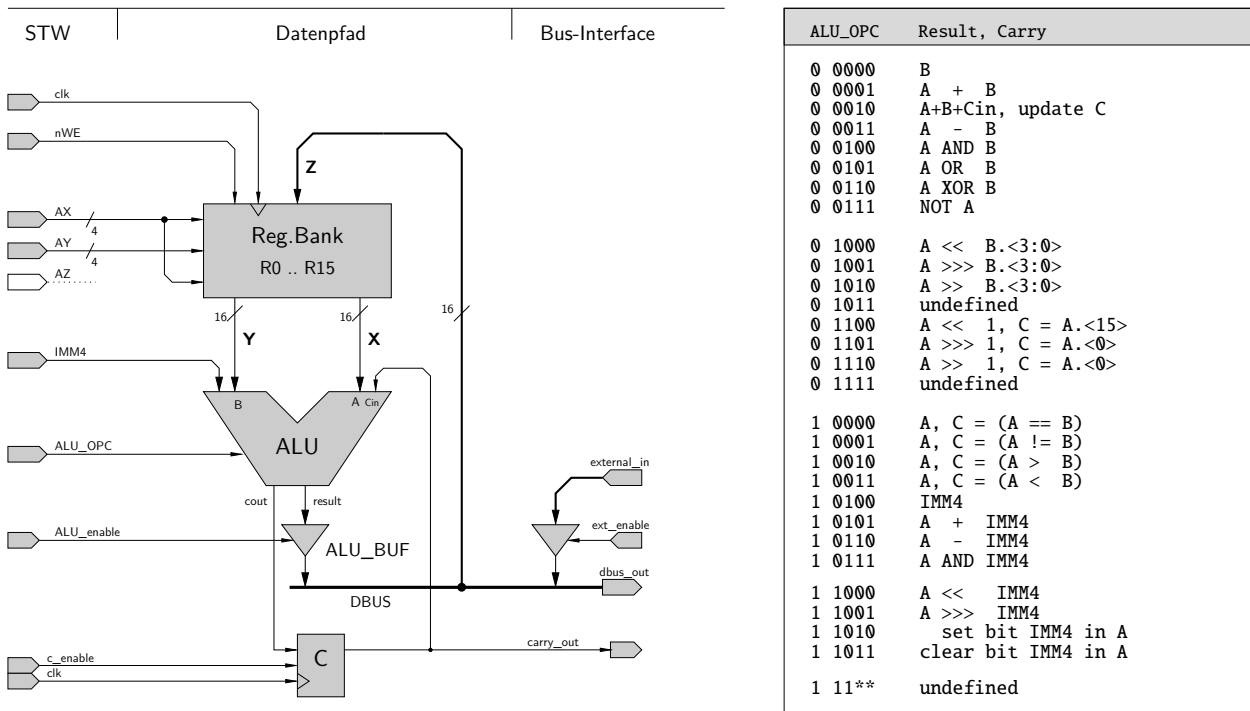 STW Datenpfad Bus-Interface
clk
nWE
Z
AX
4
AY
4
AZ
Reg.Bank
R0 .. R15
16 16 16
Y X
IMM4
B A Cin
ALU
ALU_OPC
external_in
cout result
ALU_enable
ext_enable
ALU_BUF
dbus_out
DBUS
carry_out
C
c_enable
clk
ALU_OPC Result, Carry
0 0000 B
0 0001 A + B
0 0010 A+B+Cin, update C
0 0011 A - B
0 0100 A AND B
0 0101 A OR B
0 0110 A XOR B
0 0111 NOT A
0 1000 A << B.<3:0>
0 1001 A >>> B.<3:0>
0 1010 A >> B.<3:0>
0 1011 undefined
0 1100 A << 1, C = A.<15>
0 1101 A >>> 1, C = A.<0>
0 1110 A >> 1, C = A.<0>
0 1111 undefined
1 0000 A, C = (A == B)
1 0001 A, C = (A != B)
1 0010 A, C = (A > B)
1 0011 A, C = (A < B)
1 0100 IMM4
1 0101 A + IMM4
1 0110 A - IMM4
1 0111 A AND IMM4
1 1000 A << IMM4
1 1001 A >>> IMM4
1 1010 set bit IMM4 in A
1 1011 clear bit IMM4 in A
1 11** undefined